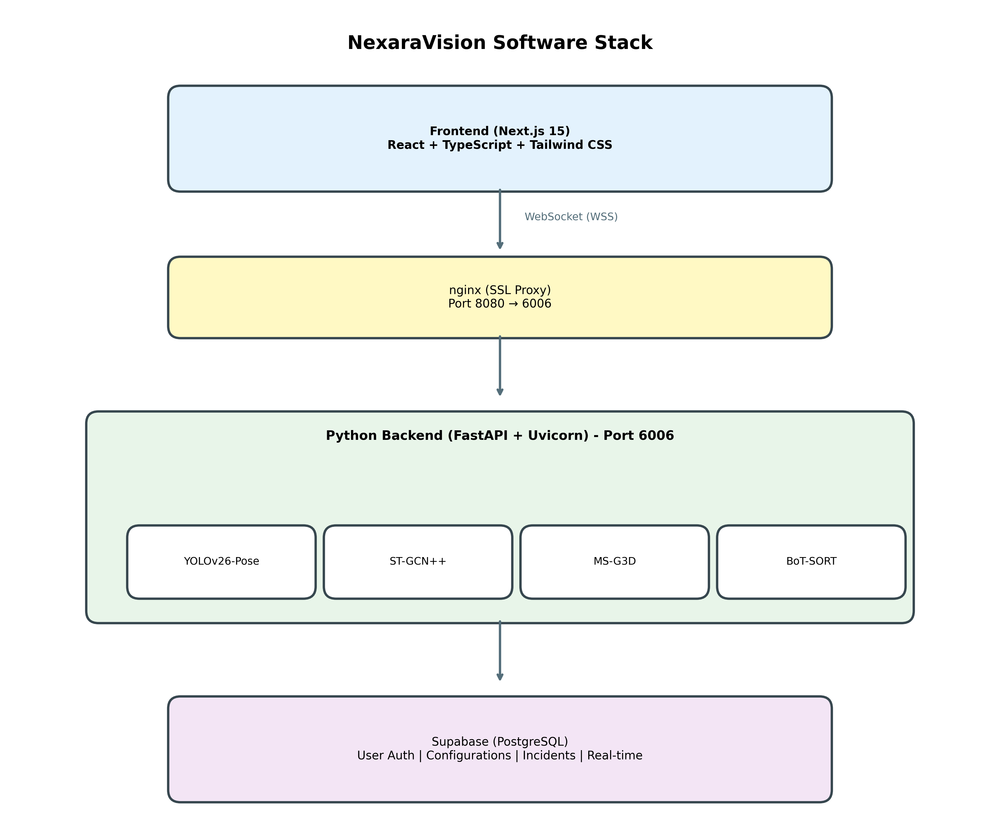 NexaraVision Software Stack
Frontend (Next.js 15)
React + TypeScript + Tailwind CSS
WebSocket (WSS)
nginx (SSL Proxy)
Port 8080 → 6006
Python Backend (FastAPI + Uvicorn) - Port 6006
YOLOv26-Pose
ST-GCN++
MS-G3D
BoT-SORT
Supabase (PostgreSQL)
User Auth | Configurations | Incidents | Real-time